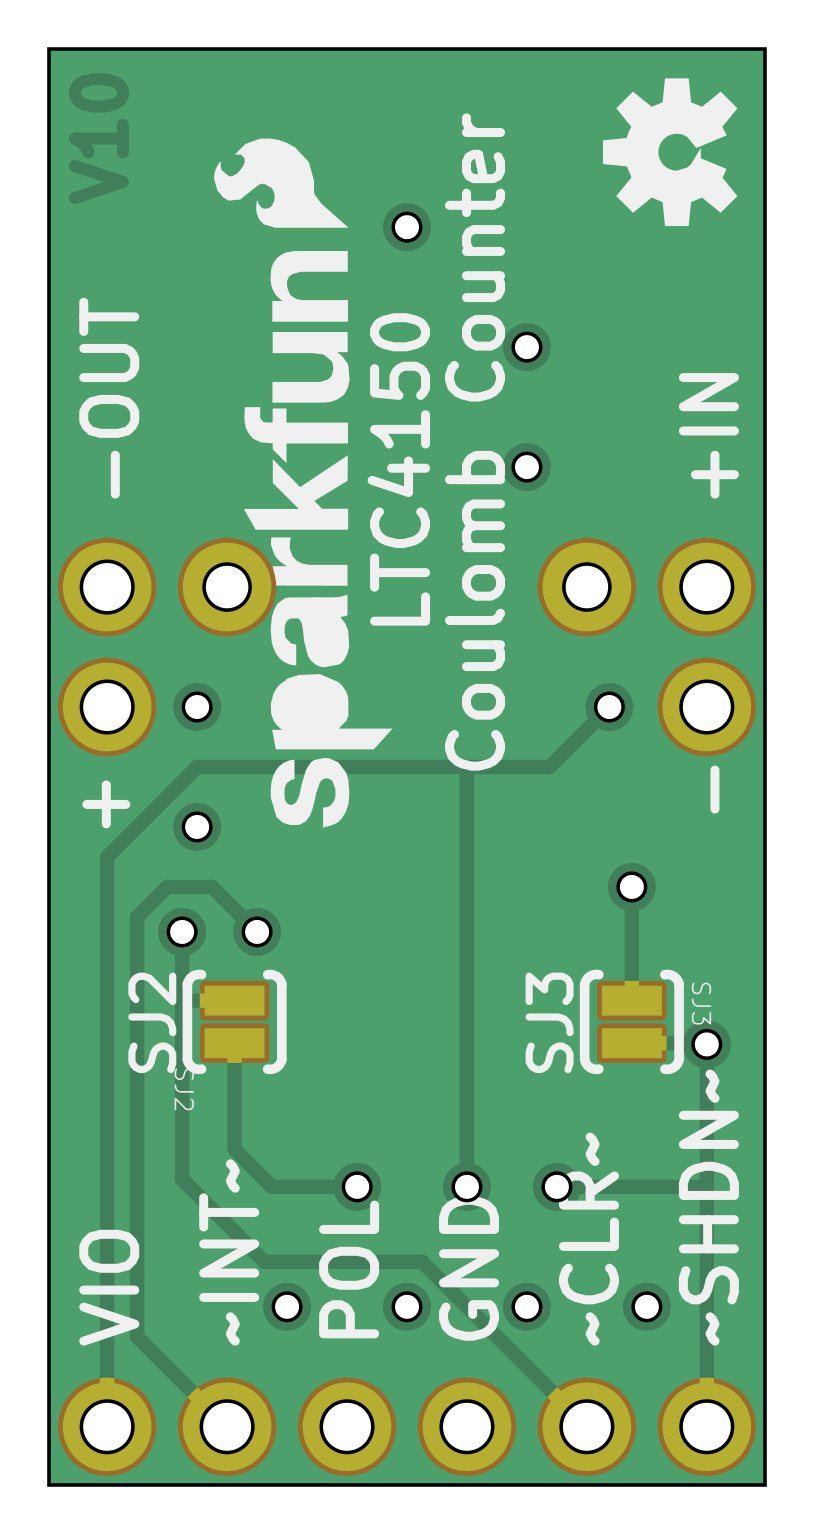 V10
sparkfun
LTC4150
Coulomb Counter
-OUT
+IN
+
-
SJ2
SJ2
SJ3
SJ3
VIO
~INT~
POL
GND
~CLR~
~SHDN~